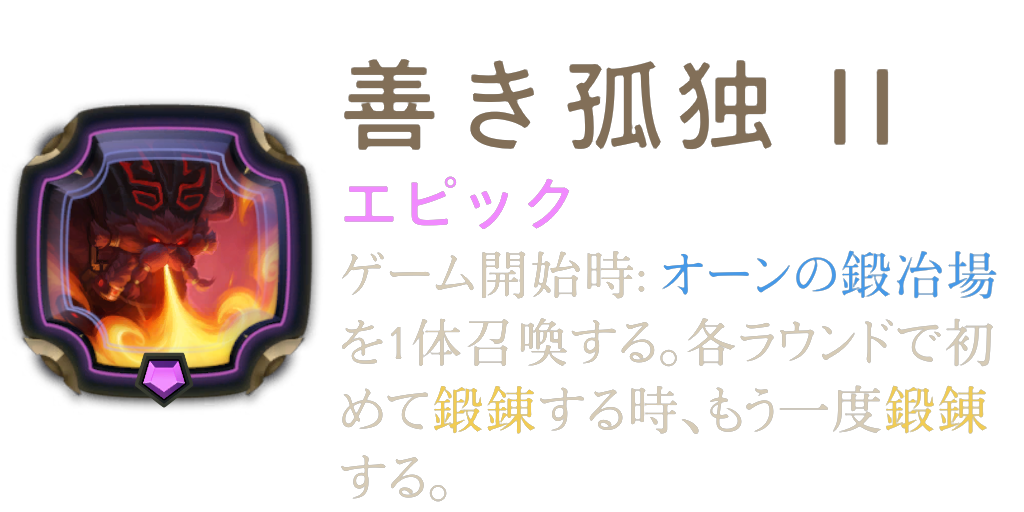 善き孤独 II
エピック
ゲーム開始時: オーンの鍛冶場
を1体召喚する。各ラウンドで初
めて鍛錬する時、もう一度鍛錬
する。